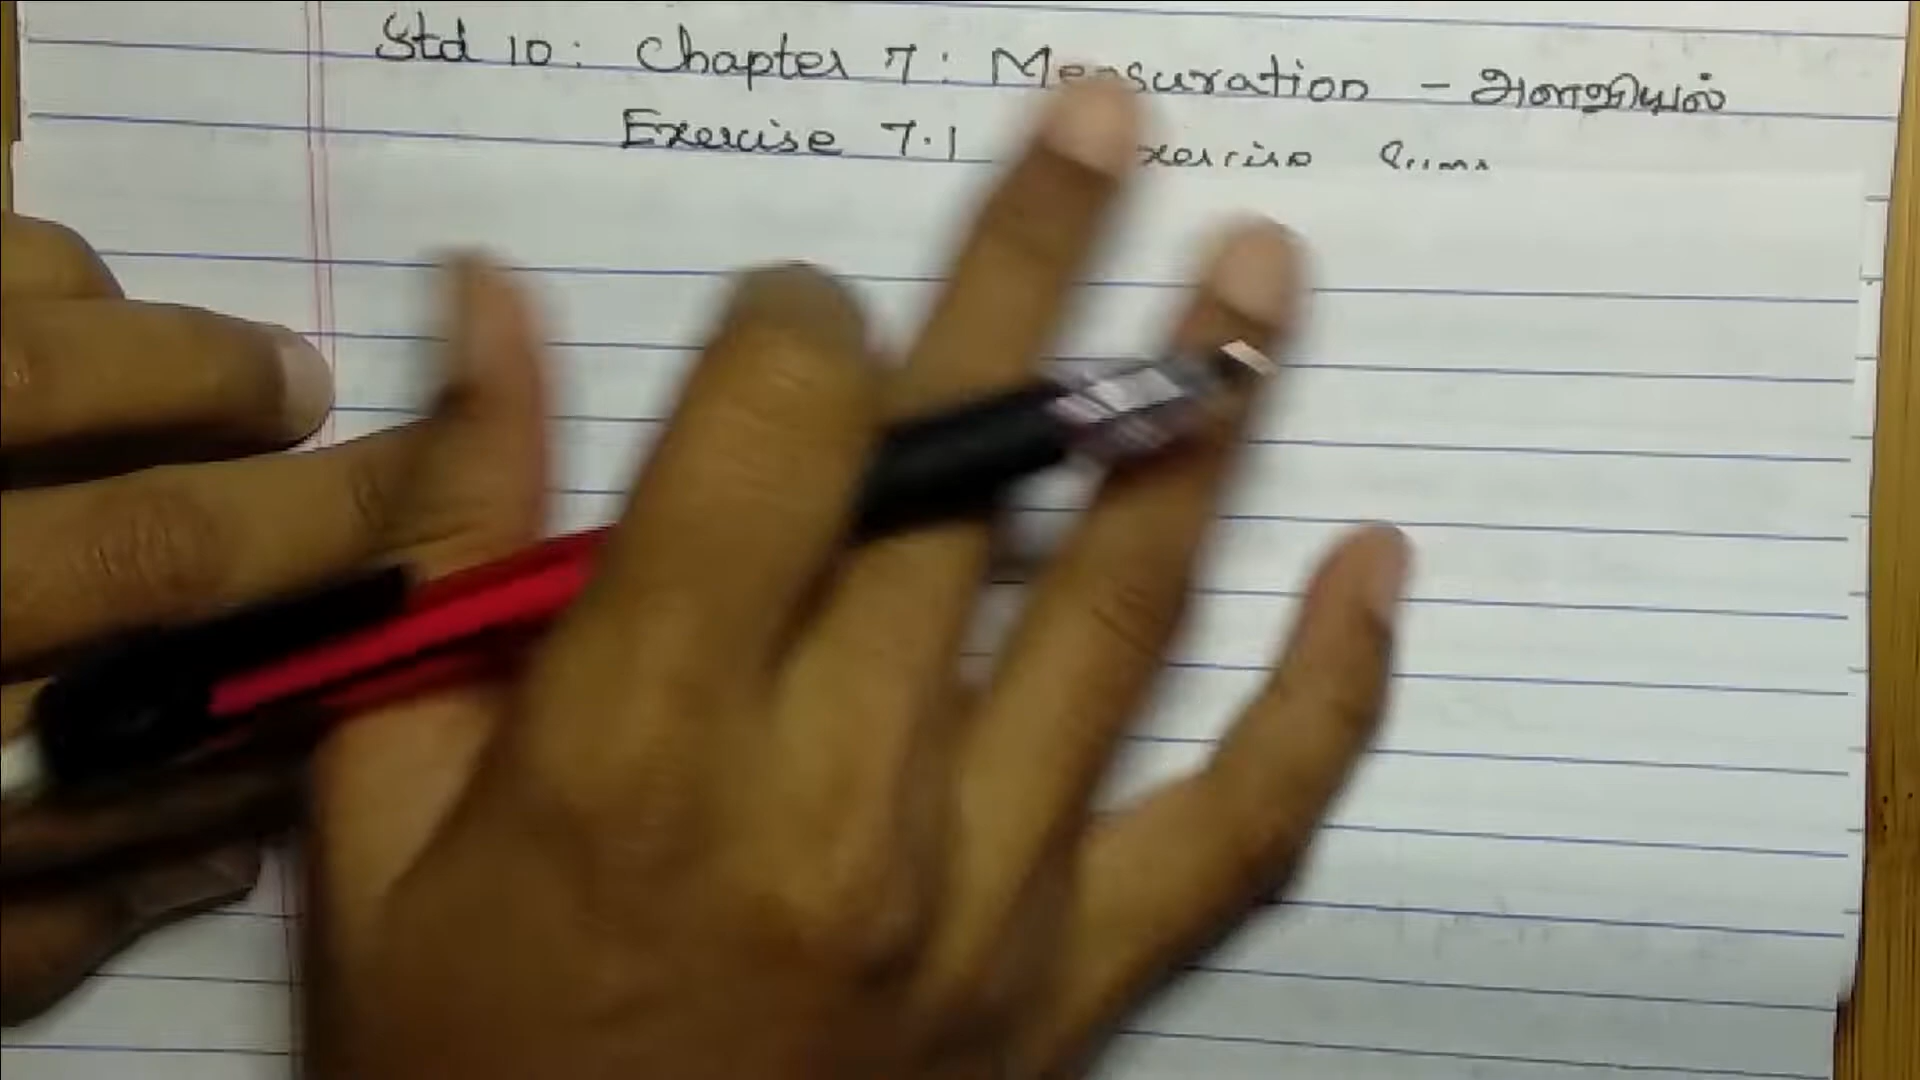 Std 10: Chapter 7: Mensuration - அளவியல்
Exercise 7.1